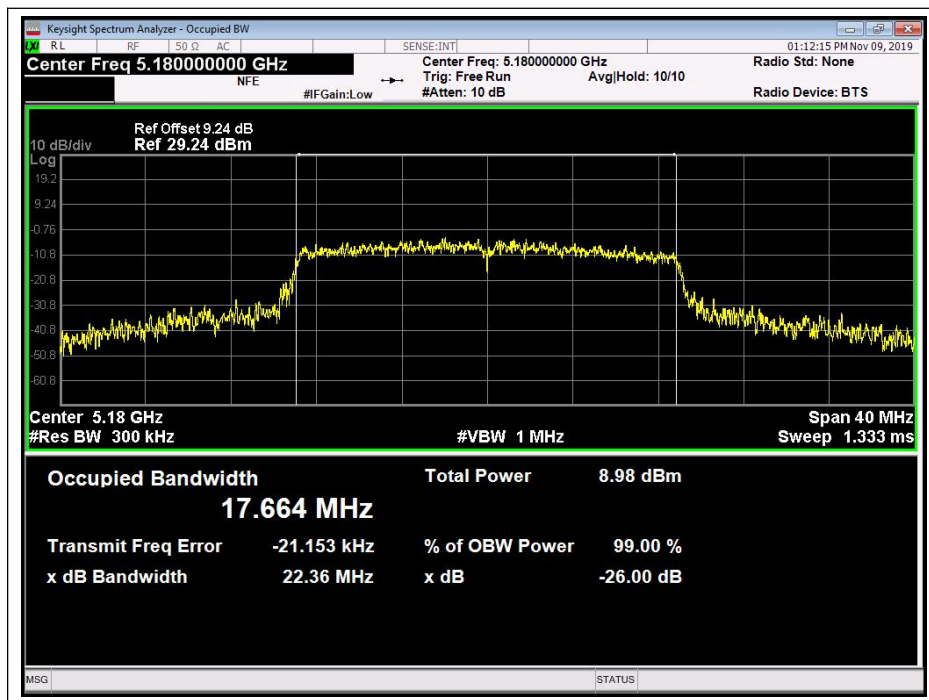 Keysight Spectrum Analyzer - Occupied BW
LXI RL RF 50 Ω AC SENSE:INT 01:12:15 PM Nov 09, 2019
Center Freq 5.180000000 GHz Center Freq: 5.180000000 GHz Radio Std: None
NFE Trig: Free Run Avg|Hold: 10/10
#IFGain:Low #Atten: 10 dB Radio Device: BTS
Ref Offset 9.24 dB
10 dB/div Ref 29.24 dBm
Log
19.2
9.24
-0.76
-10.8
-20.8
-30.8
-40.8
-50.8
-60.8
Center 5.18 GHz Span 40 MHz
#Res BW 300 kHz #VBW 1 MHz Sweep 1.333 ms
Occupied Bandwidth Total Power 8.98 dBm
17.664 MHz
Transmit Freq Error -21.153 kHz % of OBW Power 99.00 %
x dB Bandwidth 22.36 MHz x dB -26.00 dB
MSG STATUS